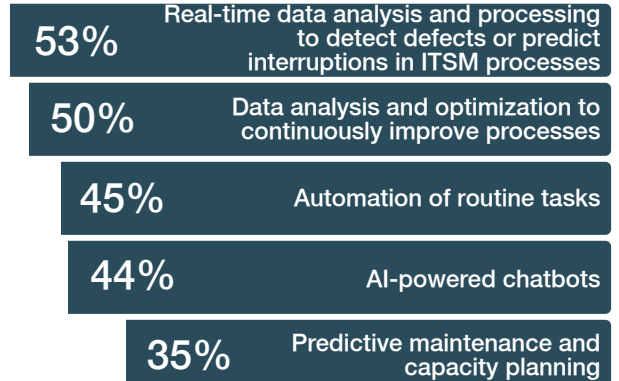 53%
Real-time data analysis and processing
to detect defects or predict
interruptions in ITSM processes
50%
Data analysis and optimization to
continuously improve processes
45%
Automation of routine tasks
44%
AI-powered chatbots
35%
Predictive maintenance and
capacity planning